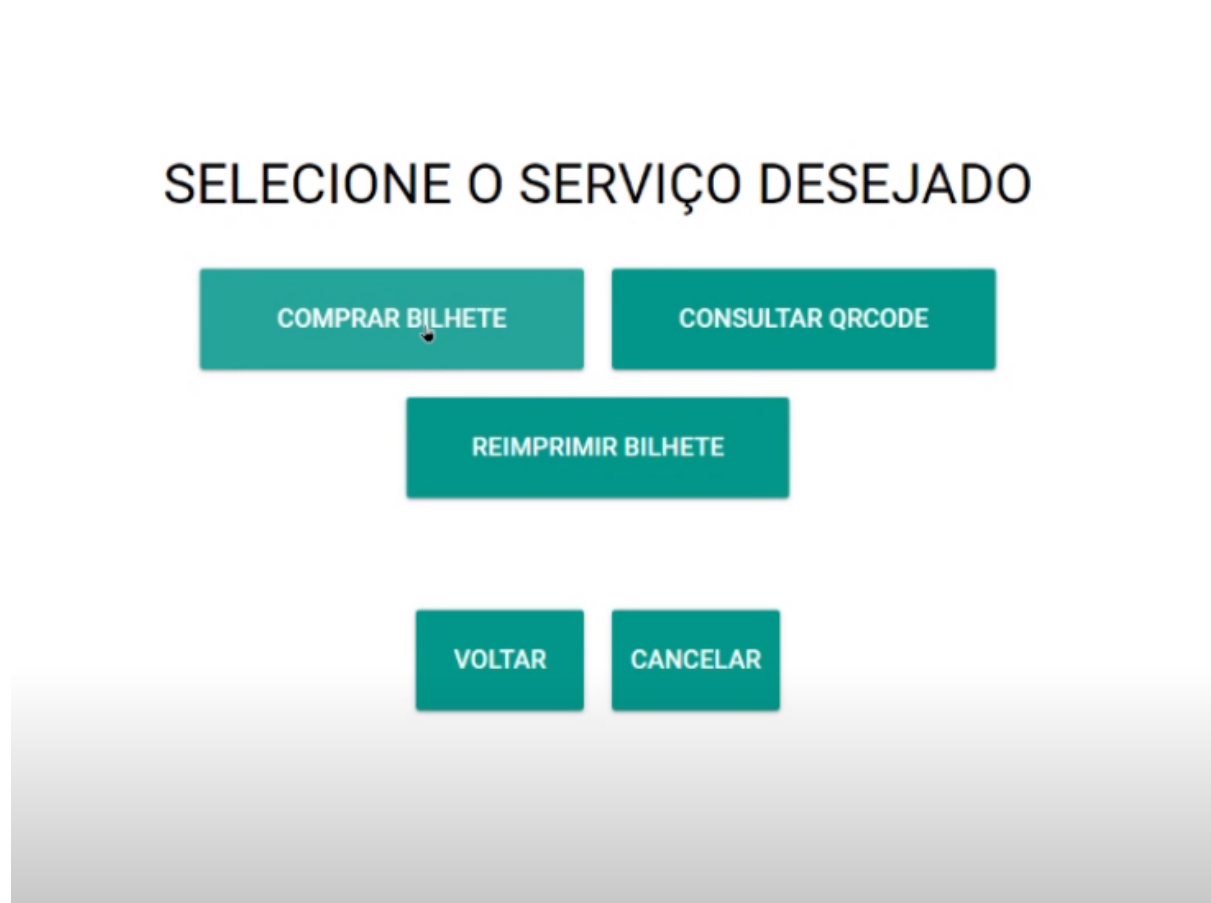 SELECIONE O SERVIÇO DESEJADO
COMPRAR BILHETE
CONSULTAR QRCODE
REIMPRIMIR BILHETE
VOLTAR
CANCELAR